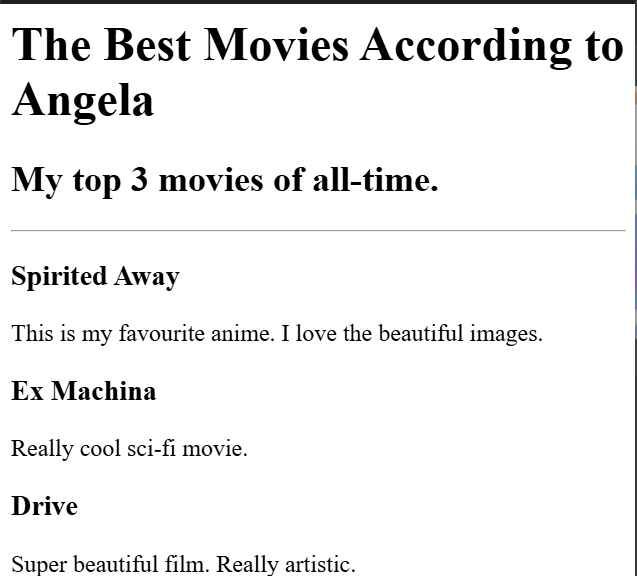 The Best Movies According to
Angela
My top 3 movies of all-time.
Spirited Away
This is my favourite anime. I love the beautiful images.
Ex Machina
Really cool sci-fi movie.
Drive
Super beautiful film. Really artistic.